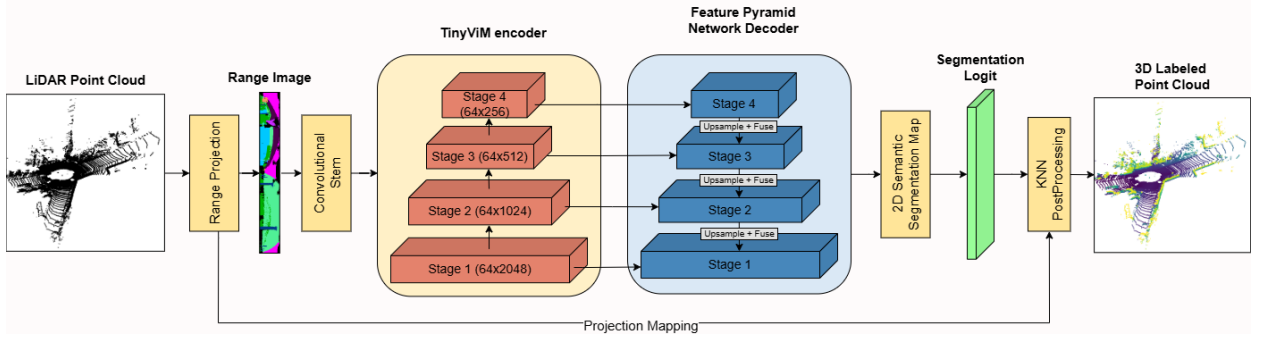 LiDAR Point Cloud
Range Projection
Range Image
Convolutional
Stem
TinyViM encoder
Stage 4
(64x256)
Stage 3 (64x512)
Stage 2 (64x1024)
Stage 1 (64x2048)
Feature Pyramid
Network Decoder
Stage 4
Upsample + Fuse
Stage 3
Upsample + Fuse
Stage 2
Upsample + Fuse
Stage 1
2D Semantic
Segmentation Map
Segmentation
Logit
KNN
PostProcessing
3D Labeled
Point Cloud
Projection Mapping